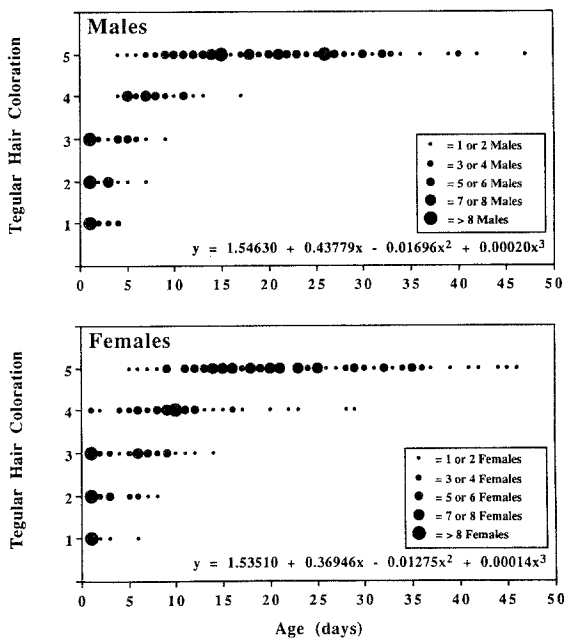 Males
Tegular Hair Coloration
5
4
3
2
1
= 1 or 2 Males
= 3 or 4 Males
= 5 or 6 Males
= 7 or 8 Males
= > 8 Males
y = 1.54630 + 0.43779x - 0.01696x² + 0.00020x³
0 5 10 15 20 25 30 35 40 45 50
Females
Tegular Hair Coloration
5
4
3
2
1
= 1 or 2 Females
= 3 or 4 Females
= 5 or 6 Females
= 7 or 8 Females
= > 8 Females
y = 1.53510 + 0.36946x - 0.01275x² + 0.00014x³
0 5 10 15 20 25 30 35 40 45 50
Age (days)